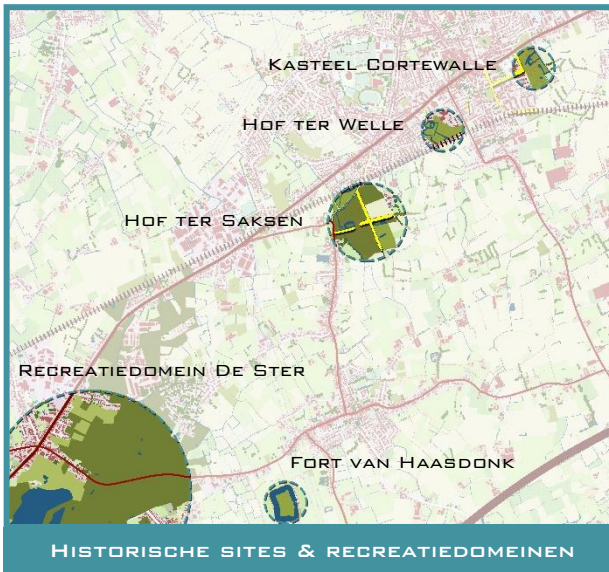 Kasteel Cortewalle
Hof ter Welle
Hof ter Saksen
Recreatiedomein De Ster
Fort van Haasdonk
Historische sites & recreatiedomeinen